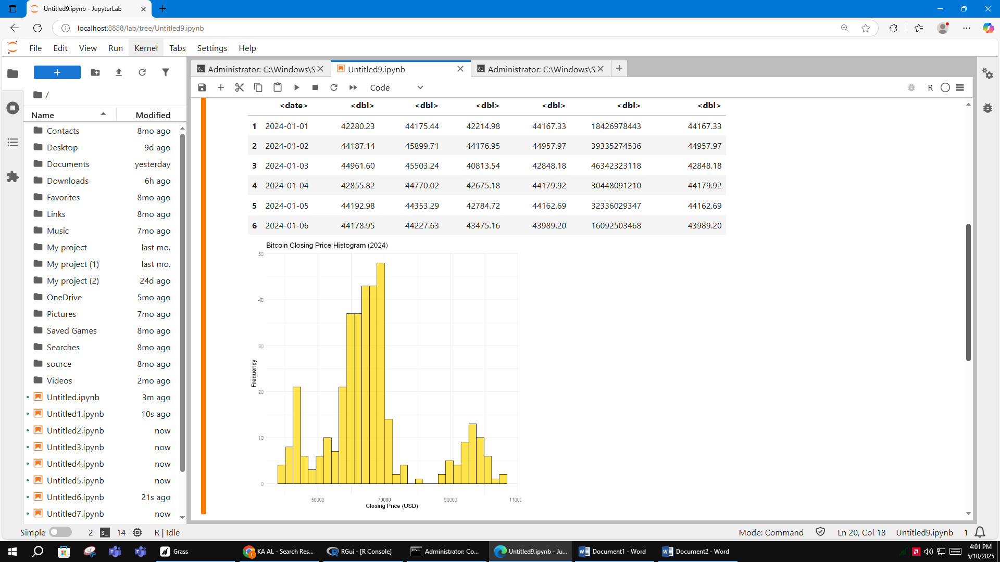 Untitled9.ipynb - JupyterLab
localhost:8888/lab/tree/Untitled9.ipynb
File Edit View Run Kernel Tabs Settings Help
Administrator: C:\Windows\S
Untitled9.ipynb
Administrator: C:\Windows\S
Code
R
/
Name Modified
Contacts 8mo ago
Desktop 9d ago
Documents yesterday
Downloads 6h ago
Favorites 8mo ago
Links 8mo ago
Music 7mo ago
My project last mo.
My project (1) last mo.
My project (2) 24d ago
OneDrive 5mo ago
Pictures 7mo ago
Saved Games 8mo ago
Searches 8mo ago
source 8mo ago
Videos 2mo ago
Untitled.ipynb 3m ago
Untitled1.ipynb 10s ago
Untitled2.ipynb now
Untitled3.ipynb now
Untitled4.ipynb now
Untitled5.ipynb now
Untitled6.ipynb 21s ago
Untitled7.ipynb now
<date> <dbl> <dbl> <dbl> <dbl> <dbl> <dbl>
1 2024-01-01 42280.23 44175.44 42214.98 44167.33 18426978443 44167.33
2 2024-01-02 44187.14 45899.71 44176.95 44957.97 39335274536 44957.97
3 2024-01-03 44961.60 45503.24 40813.54 42848.18 46342323118 42848.18
4 2024-01-04 42855.82 44770.02 42675.18 44179.92 30448091210 44179.92
5 2024-01-05 44192.98 44353.29 42784.72 44162.69 32336029347 44162.69
6 2024-01-06 44178.95 44227.63 43475.16 43989.20 16092503468 43989.20
Bitcoin Closing Price Histogram (2024)
50
40
30
20
10
0
Frequency
50000 70000 90000 11000
Closing Price (USD)
Simple 2 14 R | Idle
Mode: Command Ln 20, Col 18 Untitled9.ipynb 1
Grass
KA AL - Search Res...
RGui - [R Console]
Administrator: Co...
Untitled9.ipynb - Ju...
Document1 - Word
Document2 - Word
4:01 PM
5/10/2025